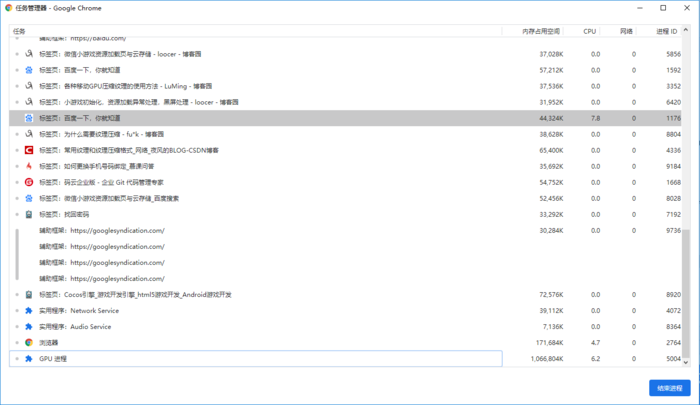 任务管理器 - Google Chrome
任务 内存占用空间 CPU 网络 进程 ID
辅助框架：https://baidu.com/
标签页：微信小游戏资源加载页与云存储 - loocer - 博客园 37,028K 0.0 0 5856
标签页：百度一下，你就知道 57,212K 0.0 0 1592
标签页：各种移动GPU压缩纹理的使用方法 - LuMing - 博客园 37,536K 0.0 0 3352
标签页：小游戏初始化、资源加载异常处理、黑屏处理 - loocer - 博客园 31,952K 0.0 0 6420
标签页：百度一下，你就知道 44,324K 7.8 0 1176
标签页：为什么需要纹理压缩 - fu*k - 博客园 38,628K 0.0 0 8804
标签页：常用纹理和纹理压缩格式_网络_夜风的BLOG-CSDN博客 65,400K 0.0 0 4336
标签页：如何更换手机号码绑定_慕课问答 35,692K 0.0 0 9184
标签页：码云企业版 - 企业 Git 代码管理专家 54,752K 0.0 0 1668
标签页：微信小游戏资源加载页与云存储_百度搜索 52,456K 0.0 0 8028
标签页：找回密码 33,292K 0.0 0 7192
辅助框架：https://googlesyndication.com/ 30,284K 0.0 0 9736
辅助框架：https://googlesyndication.com/
辅助框架：https://googlesyndication.com/
辅助框架：https://googlesyndication.com/
标签页：Cocos引擎_游戏开发引擎_html5游戏开发_Android游戏开发 72,576K 0.0 0 8920
实用程序：Network Service 39,112K 0.0 0 4072
实用程序：Audio Service 7,136K 0.0 0 8364
浏览器 171,684K 4.7 0 2764
GPU 进程 1,066,804K 6.2 0 5004
结束进程